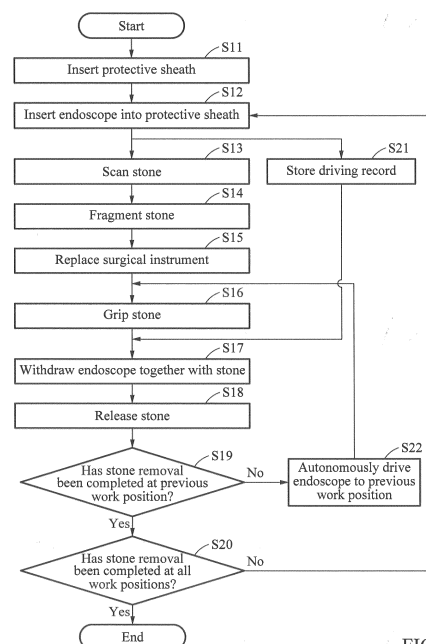 Start
S11
Insert protective sheath
S12
Insert endoscope into protective sheath
S13
Scan stone
S21
Store driving record
S14
Fragment stone
S15
Replace surgical instrument
S16
Grip stone
S17
Withdraw endoscope together with stone
S18
Release stone
S19
Has stone removal
been completed at previous
work position?
No
S22
Autonomously drive
endoscope to previous
work position
Yes
S20
Has stone removal
been completed at all
work positions?
No
Yes
End